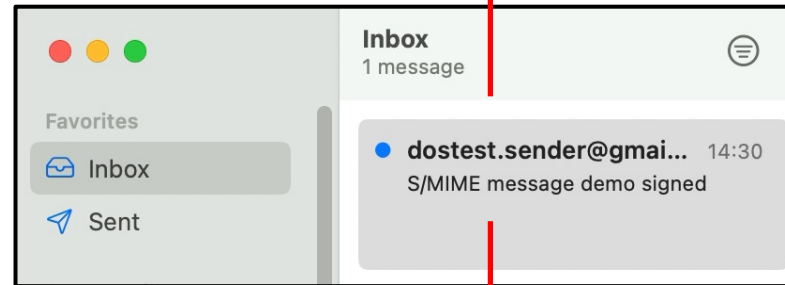 Inbox
1 message
Favorites
Inbox
Sent
dostest.sender@gmai... 14:30
S/MIME message demo signed